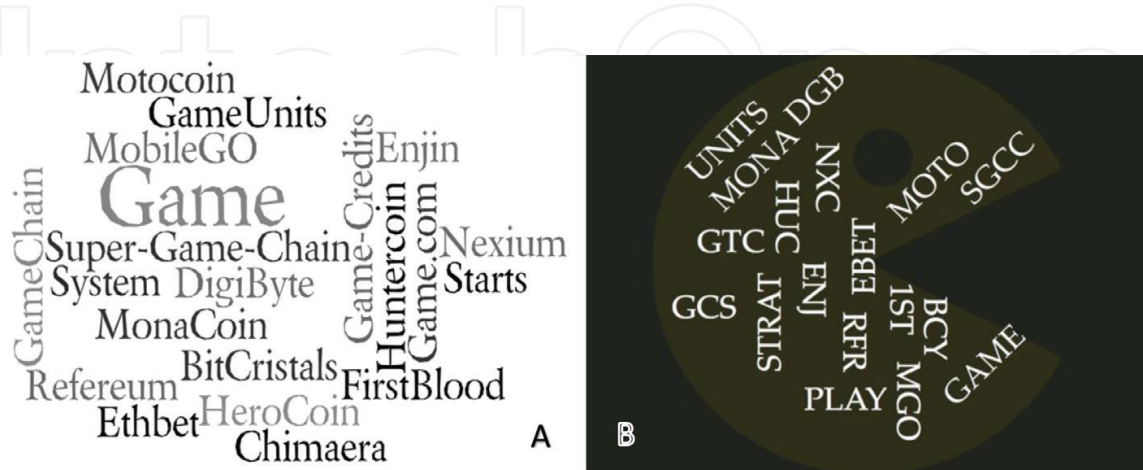 IntechOpen
Motocoin
GameUnits
MobileGO
Game
Game-Credits
Enjin
GameChain
Super-Game-Chain
Huntercoin
Game.com
Nexium
System
DigiByte
Starts
MonaCoin
BitCristals
Refereum
FirstBlood
Ethbet
HeroCoin
Chimaera
A
UNITS
MONA
DGB
NXC
MOTO
SGCC
HUC
GTC
EBET
ENJ
STRAT
GCS
RFR
1ST
BCY
GAME
PLAY
MGO
B